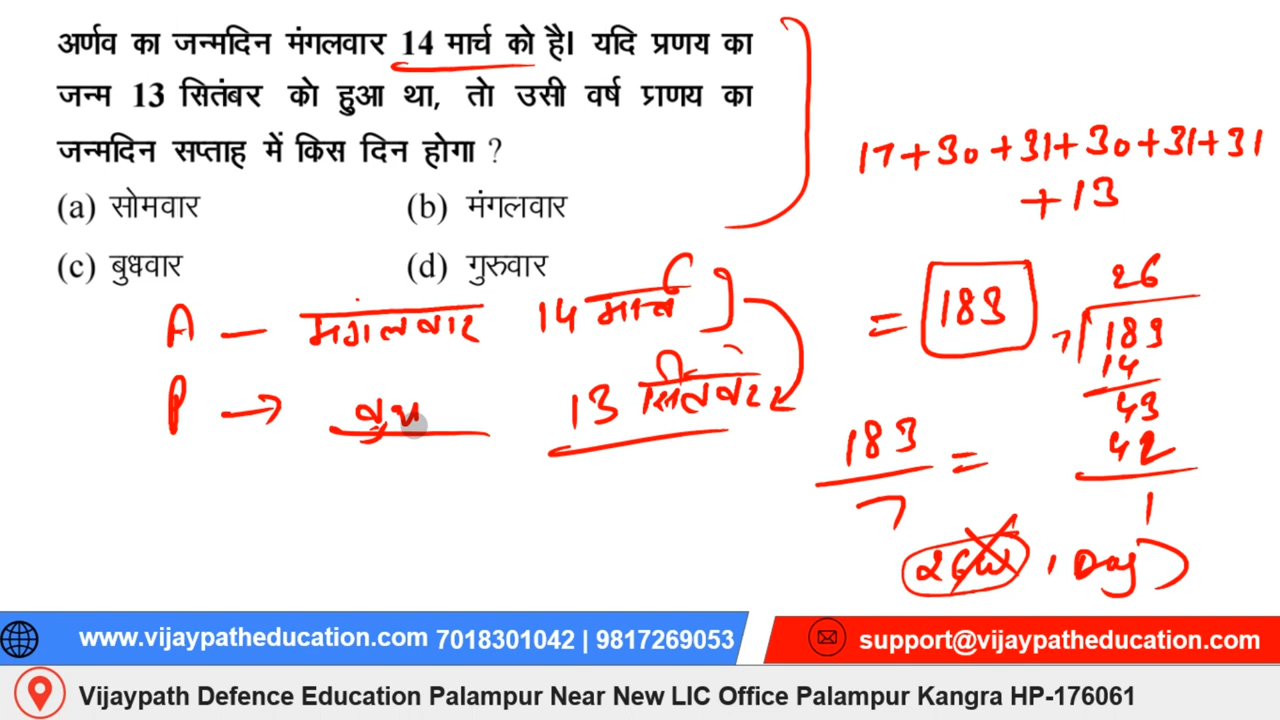 अर्णव का जन्मदिन मंगलवार 14 मार्च को है। यदि प्रणय का
जन्म 13 सितंबर को हुआ था, तो उसी वर्ष प्राणय का
जन्मदिन सप्ताह में किस दिन होगा ?
(a) सोमवार (b) मंगलवार
(c) बुधवार (d) गुरुवार
A — मंगलवार 14 मार्च
P → बुध 13 सितंबर
17+30+31+30+31+31
+13
= 183
26
7 183
14
43
42
1
183
7 =
1 Day
www.vijaypatheducation.com 7018301042 | 9817269053
support@vijaypatheducation.com
Vijaypath Defence Education Palampur Near New LIC Office Palampur Kangra HP-176061